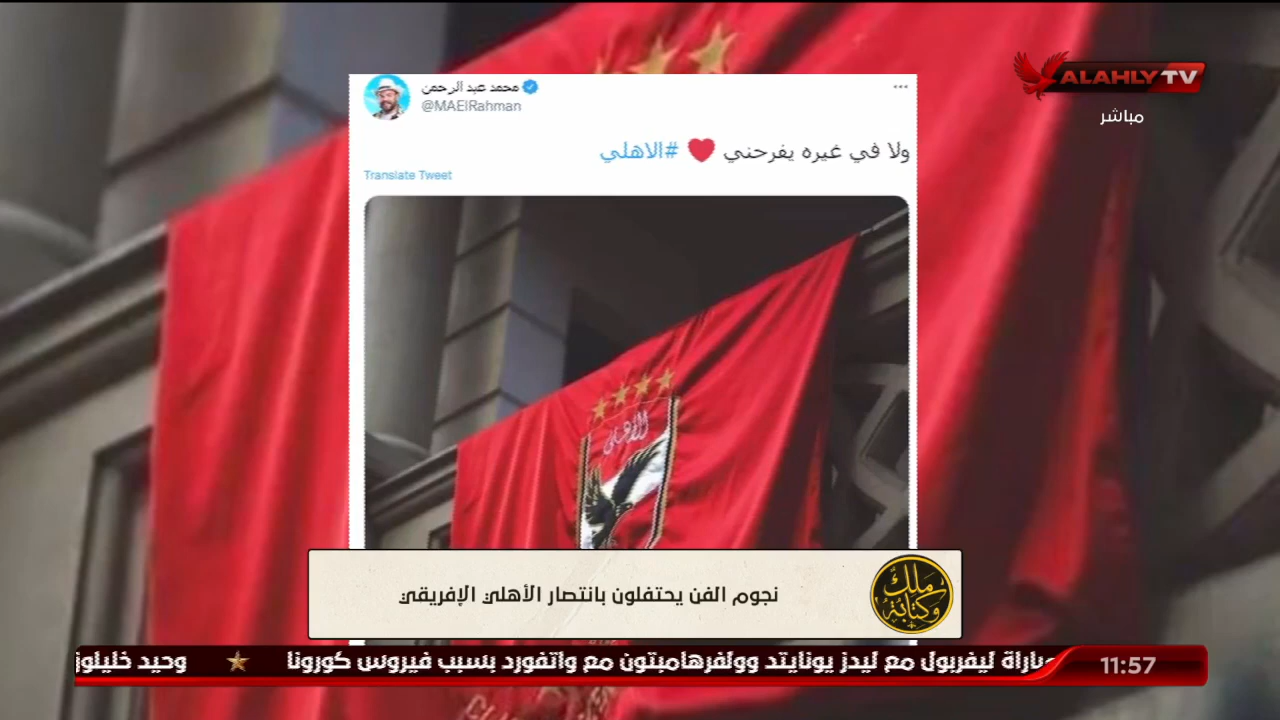 ALAHLY TV
مباشر
محمد عبد الرحمن
@MAElRahman
ولا في غيره يفرحني ❤ #الاهلي
Translate Tweet
الأهلي
ملك وكتابة
نجوم الفن يحتفلون بانتصار الأهلي الإفريقي
مباراة ليفربول مع ليدز يونايتد وولفرهامبتون مع واتفورد بسبب فيروس كورونا ★ وحيد خليلوز
11:57